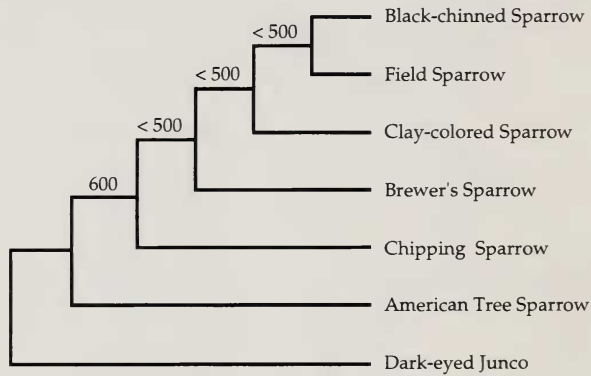 Black-chinned Sparrow
< 500
Field Sparrow
< 500
Clay-colored Sparrow
< 500
Brewer's Sparrow
600
Chipping Sparrow
American Tree Sparrow
Dark-eyed Junco